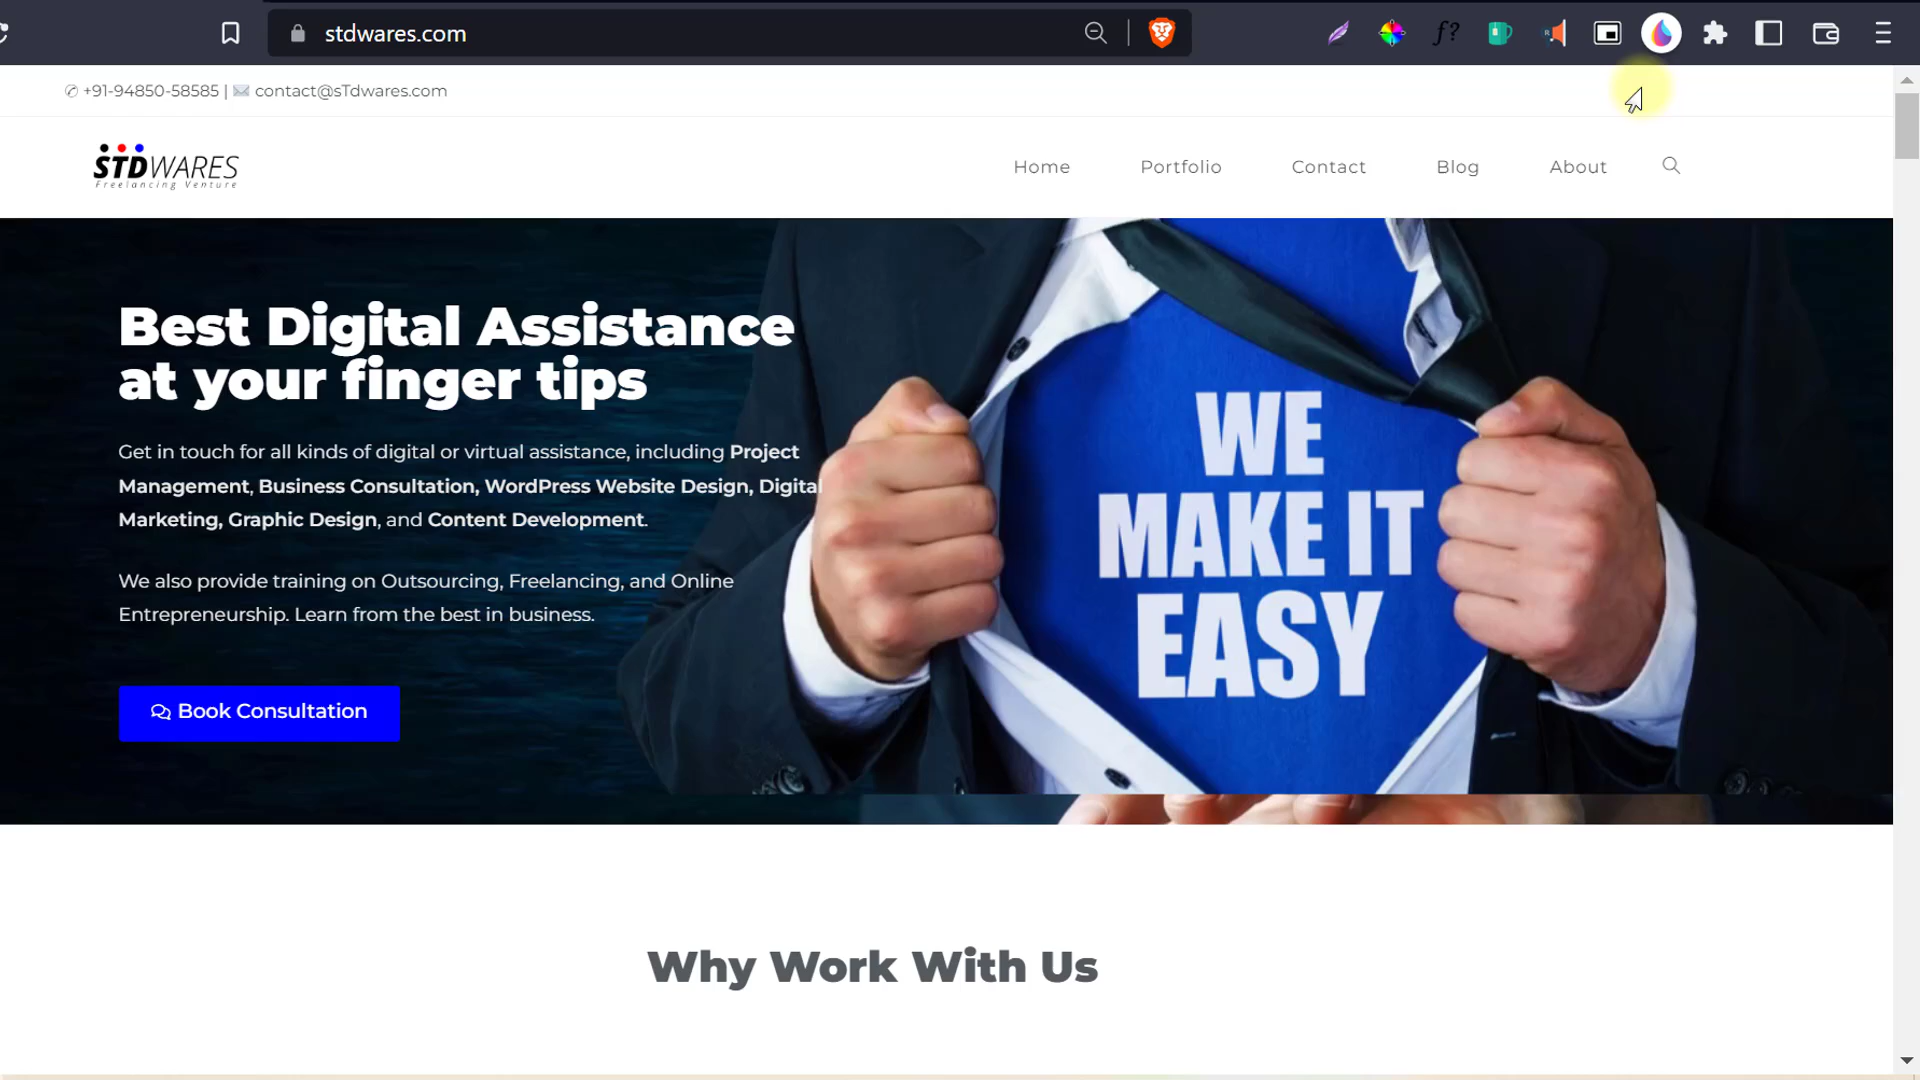 stdwares.com
+91-94850-58585 | contact@sTdwares.com
STDWARES
Freelancing Venture
Home Portfolio Contact Blog About
Best Digital Assistance
at your finger tips
Get in touch for all kinds of digital or virtual assistance, including Project
Management, Business Consultation, WordPress Website Design, Digital
Marketing, Graphic Design, and Content Development.
We also provide training on Outsourcing, Freelancing, and Online
Entrepreneurship. Learn from the best in business.
Book Consultation
WE
MAKE IT
EASY
Why Work With Us